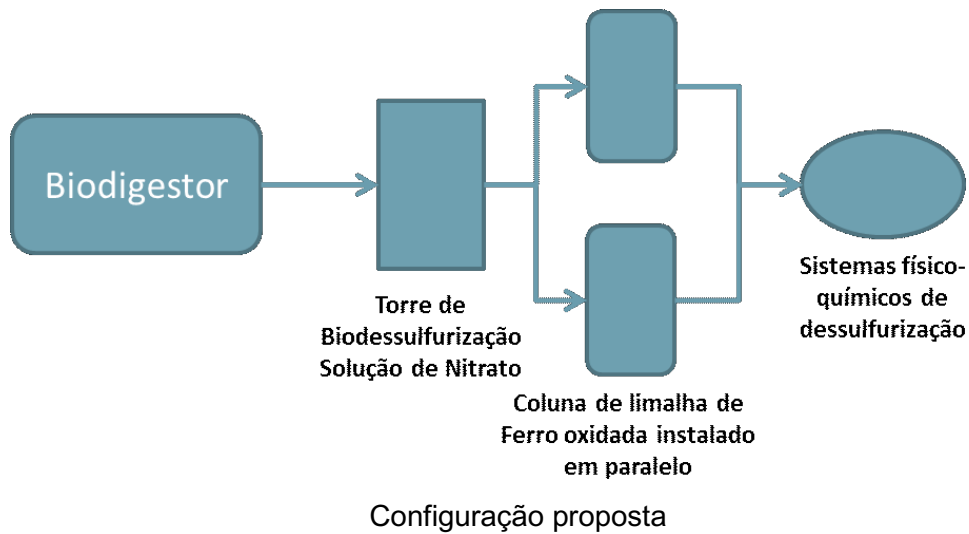 Biodigestor
Torre de
Biodessulfurização
Solução de Nitrato
Coluna de limalha de
Ferro oxidada instalado
em paralelo
Sistemas físico-
químicos de
dessulfurização
Configuração proposta